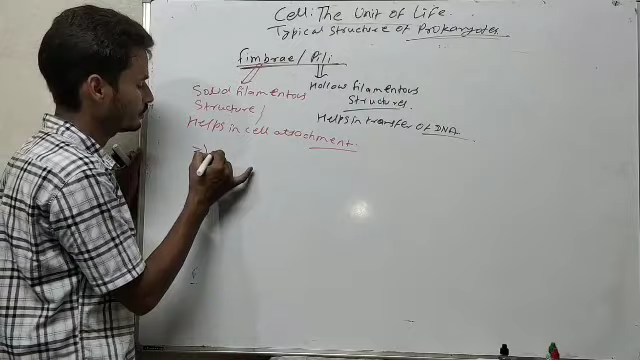 Cell: The Unit of Life.
Typical Structure of Prokaryotes
fimbrae/ Pili
Solid filamentous
Structure/
Helps in cell attachment.
Hollow filamentous
Structures.
Helps in transfer of DNA.